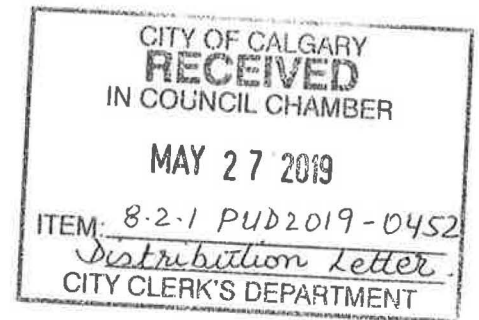 CITY OF CALGARY
RECEIVED
IN COUNCIL CHAMBER
MAY 27 2019
ITEM: 8.2.1 PUD2019-0452
Distribution Letter.
CITY CLERK'S DEPARTMENT